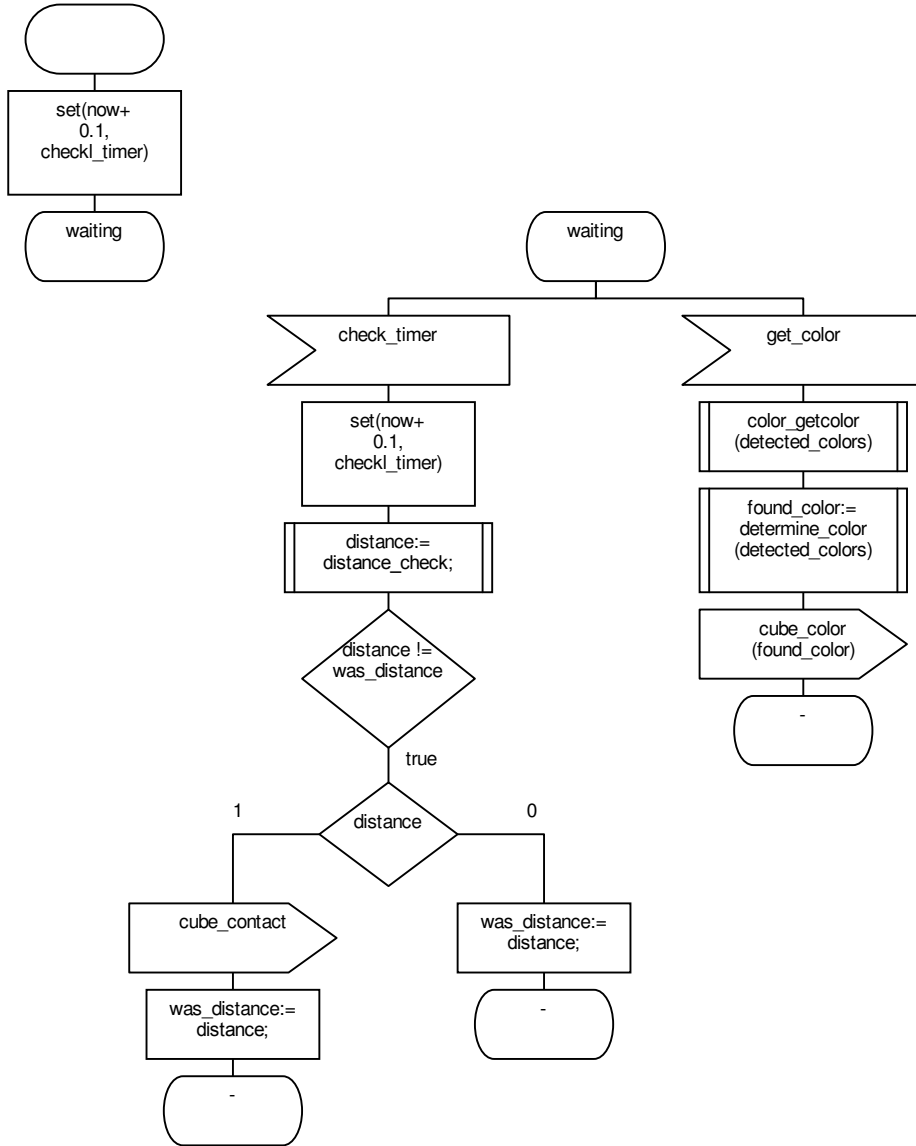 set(now+
0.1,
checkl_timer)
waiting
waiting
check_timer
set(now+
0.1,
checkl_timer)
distance:=
distance_check;
distance !=
was_distance
true
distance
1
0
cube_contact
was_distance:=
distance;
-
was_distance:=
distance;
-
get_color
color_getcolor
(detected_colors)
found_color:=
determine_color
(detected_colors)
cube_color
(found_color)
-